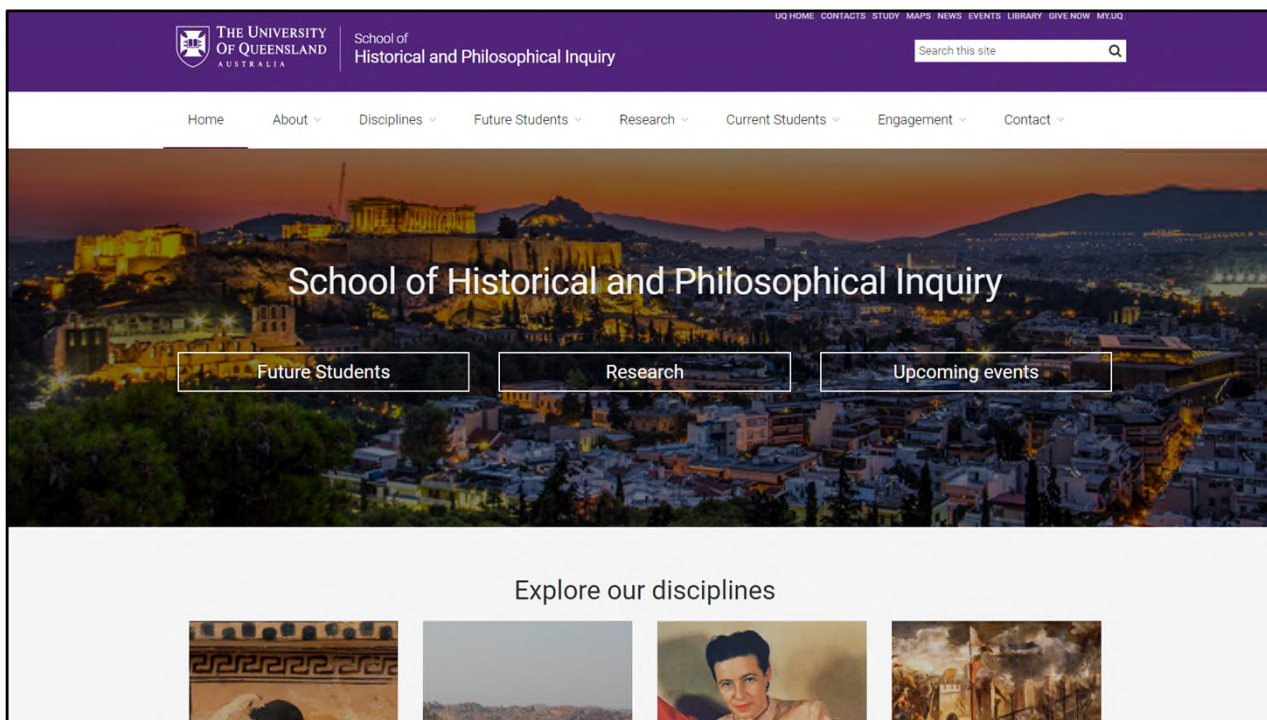 UQ HOME CONTACTS STUDY MAPS NEWS EVENTS LIBRARY GIVE NOW MY.UQ
THE UNIVERSITY
OF QUEENSLAND
AUSTRALIA
School of
Historical and Philosophical Inquiry
Search this site
Home About Disciplines Future Students Research Current Students Engagement Contact
School of Historical and Philosophical Inquiry
Future Students Research Upcoming events
Explore our disciplines